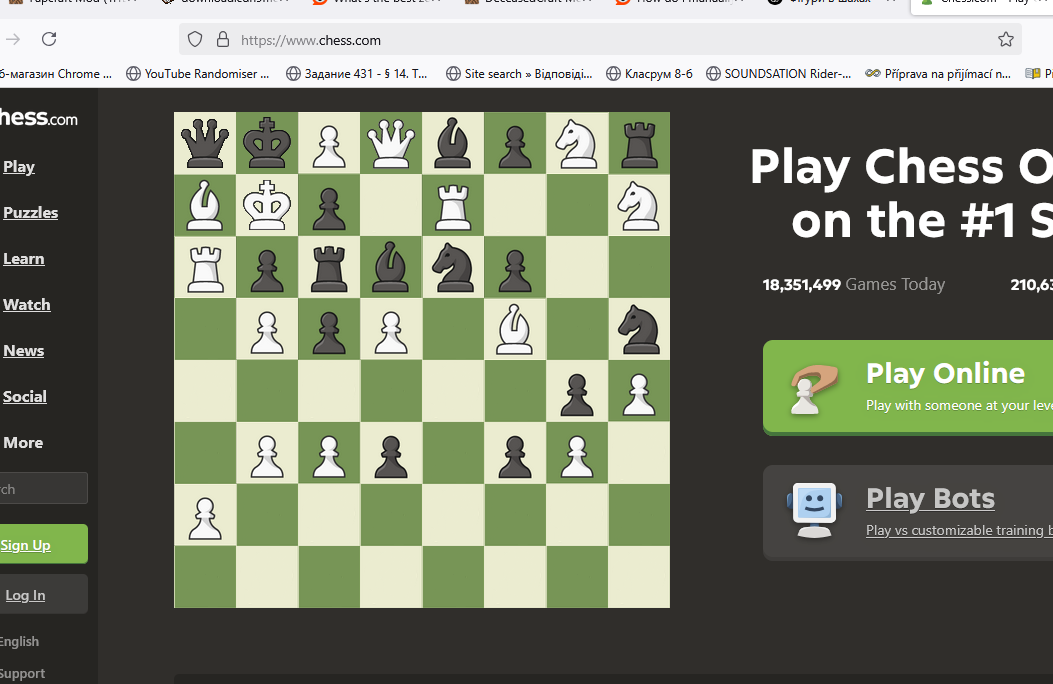 What's the best z
https://www.chess.com
б-магазин Chrome ...
YouTube Randomiser ...
Задание 431 - § 14. Т...
Site search » Відповіді...
Класрум 8-6
SOUNDSATION Rider-...
Příprava na přijímací n...
hess.com
Play
Puzzles
Learn
Watch
News
Social
More
rch
Sign Up
Log In
English
Support
Play Chess O
on the #1 S
18,351,499 Games Today
210,63
Play Online
Play with someone at your leve
Play Bots
Play vs customizable training b